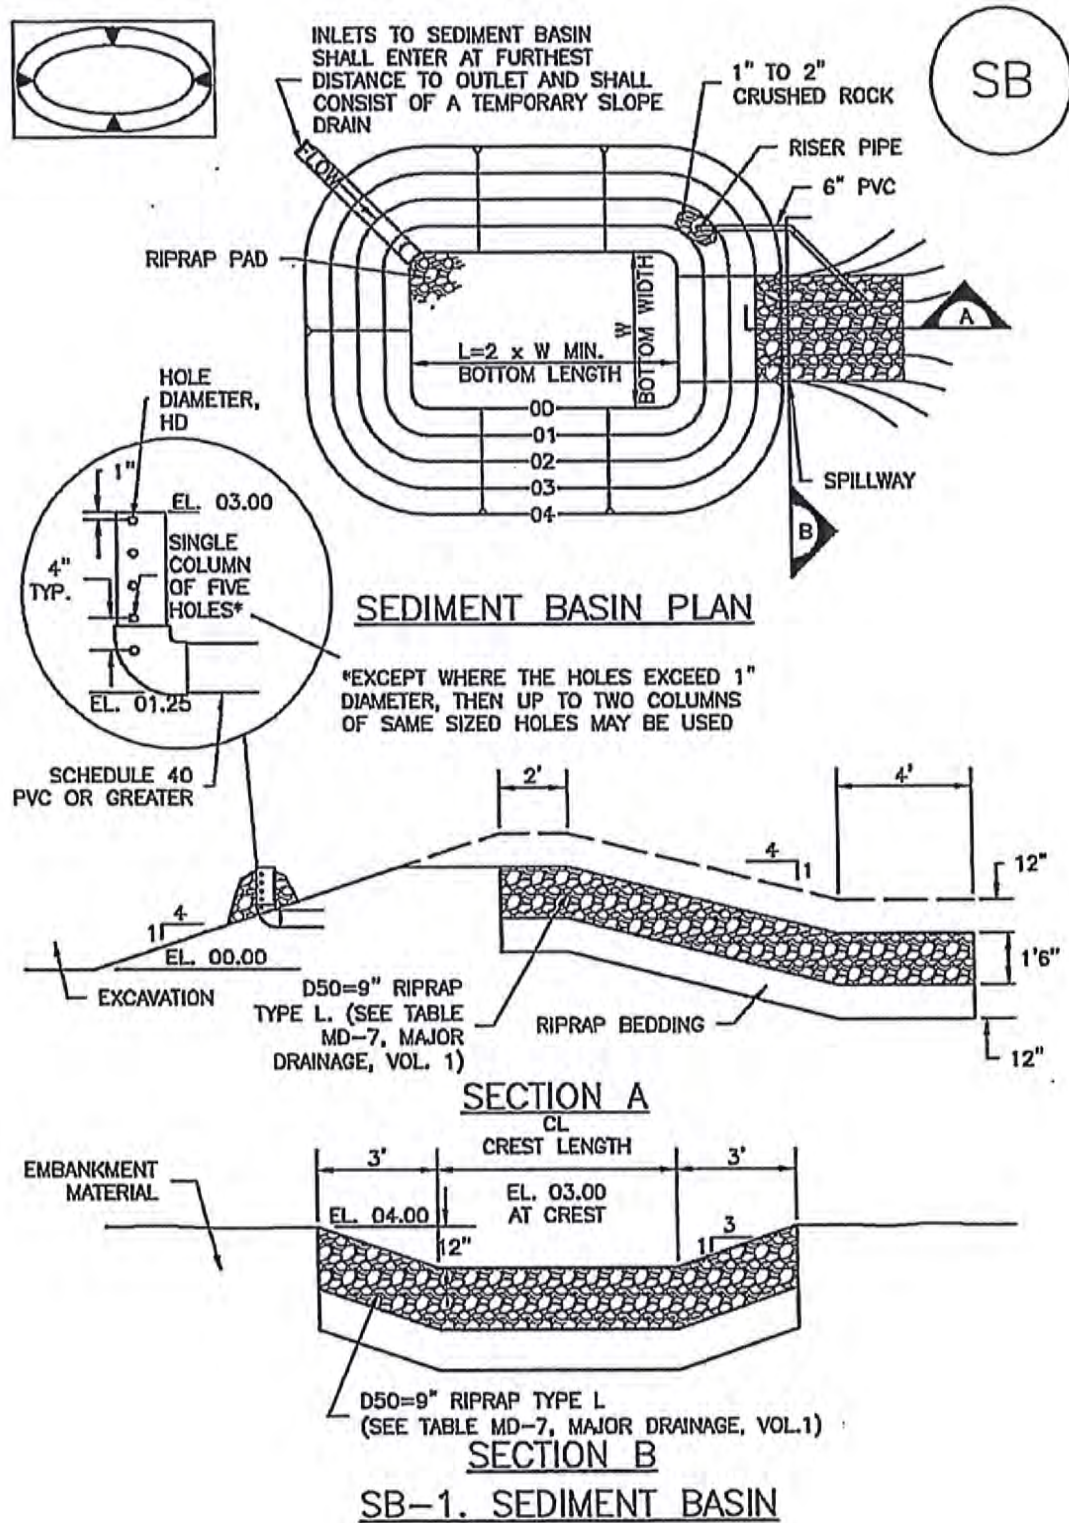 INLETS TO SEDIMENT BASIN
SHALL ENTER AT FURTHEST
DISTANCE TO OUTLET AND SHALL
CONSIST OF A TEMPORARY SLOPE
DRAIN
1" TO 2"
CRUSHED ROCK
SB
RISER PIPE
6" PVC
FLOW
RIPRAP PAD
W
BOTTOM WIDTH
L=2 x W MIN.
BOTTOM LENGTH
A
00
01
02
03
04
SPILLWAY
B
HOLE
DIAMETER,
HD
1"
EL. 03.00
4"
TYP.
SINGLE
COLUMN
OF FIVE
HOLES*
EL. 01.25
SEDIMENT BASIN PLAN
*EXCEPT WHERE THE HOLES EXCEED 1"
DIAMETER, THEN UP TO TWO COLUMNS
OF SAME SIZED HOLES MAY BE USED
SCHEDULE 40
PVC OR GREATER
2'
4'
4
1
12"
4
1
EL. 00.00
EXCAVATION
1'6"
D50=9" RIPRAP
TYPE L. (SEE TABLE
MD-7, MAJOR
DRAINAGE, VOL. 1)
RIPRAP BEDDING
12"
SECTION A
CL
CREST LENGTH
3'
3'
EMBANKMENT
MATERIAL
EL. 04.00
EL. 03.00
AT CREST
12"
3
1
D50=9" RIPRAP TYPE L
(SEE TABLE MD-7, MAJOR DRAINAGE, VOL.1)
SECTION B
SB-1. SEDIMENT BASIN